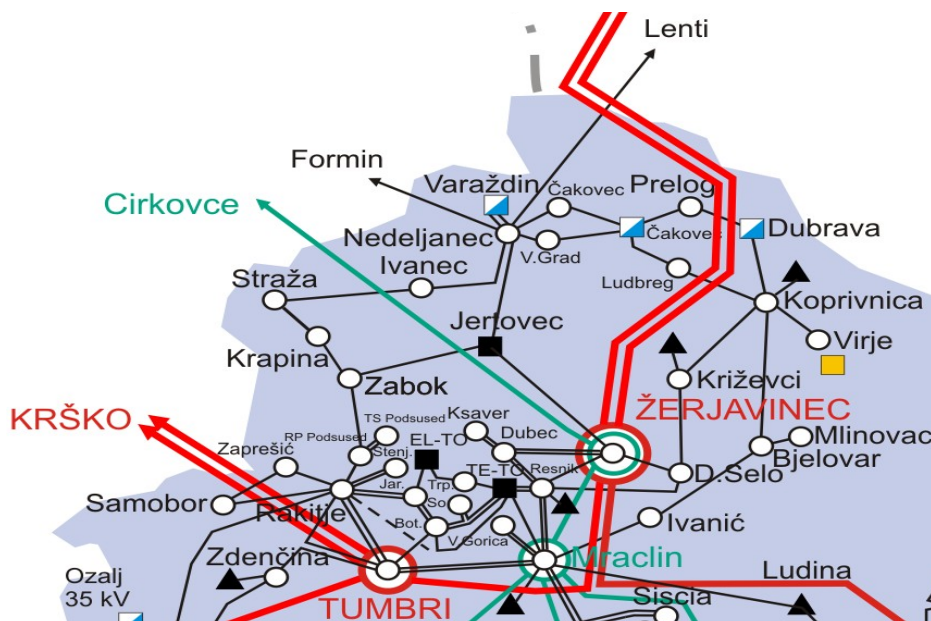 Lenti
Formin
Varaždin
Čakovec
Prelog
Cirkovce
Nedeljanec
V.Grad
Čakovec
Dubrava
Ivanec
Ludbreg
Straža
Koprivnica
Jertovec
Virje
Krapina
Križevci
Zabok
KRŠKO
TS Podsused
Ksaver
ŽERJAVINEC
RP Podsused
Dubec
Mlinovac
Zaprešić
Stenj.
EL-TO
Bjelovar
TE-TO
Resnik
D.Selo
Jar.
Trp.
Samobor
Rakitje
So
Bot.
Ivanić
V.Gorica
Zdenčina
Mraclin
Ozalj
35 kV
Ludina
TUMBRI
Siscia